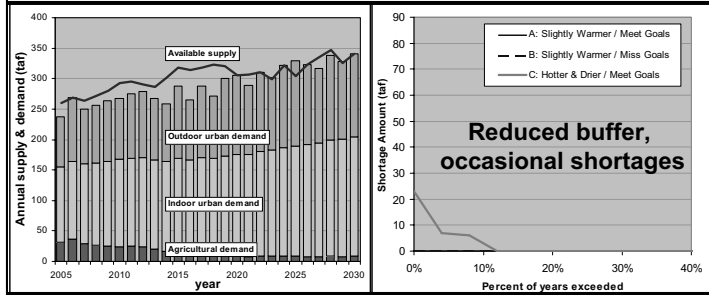 Annual supply & demand (taf)
400
350
300
250
200
150
100
50
0
Available supply
Outdoor urban demand
Indoor urban demand
Agricultural demand
2005
2010
2015
2020
2025
2030
year
Shortage Amount (taf)
90
80
70
60
50
40
30
20
10
0
A: Slightly Warmer / Meet Goals
B: Slightly Warmer / Miss Goals
C: Hotter & Drier / Meet Goals
Reduced buffer,
occasional shortages
0%
10%
20%
30%
40%
Percent of years exceeded